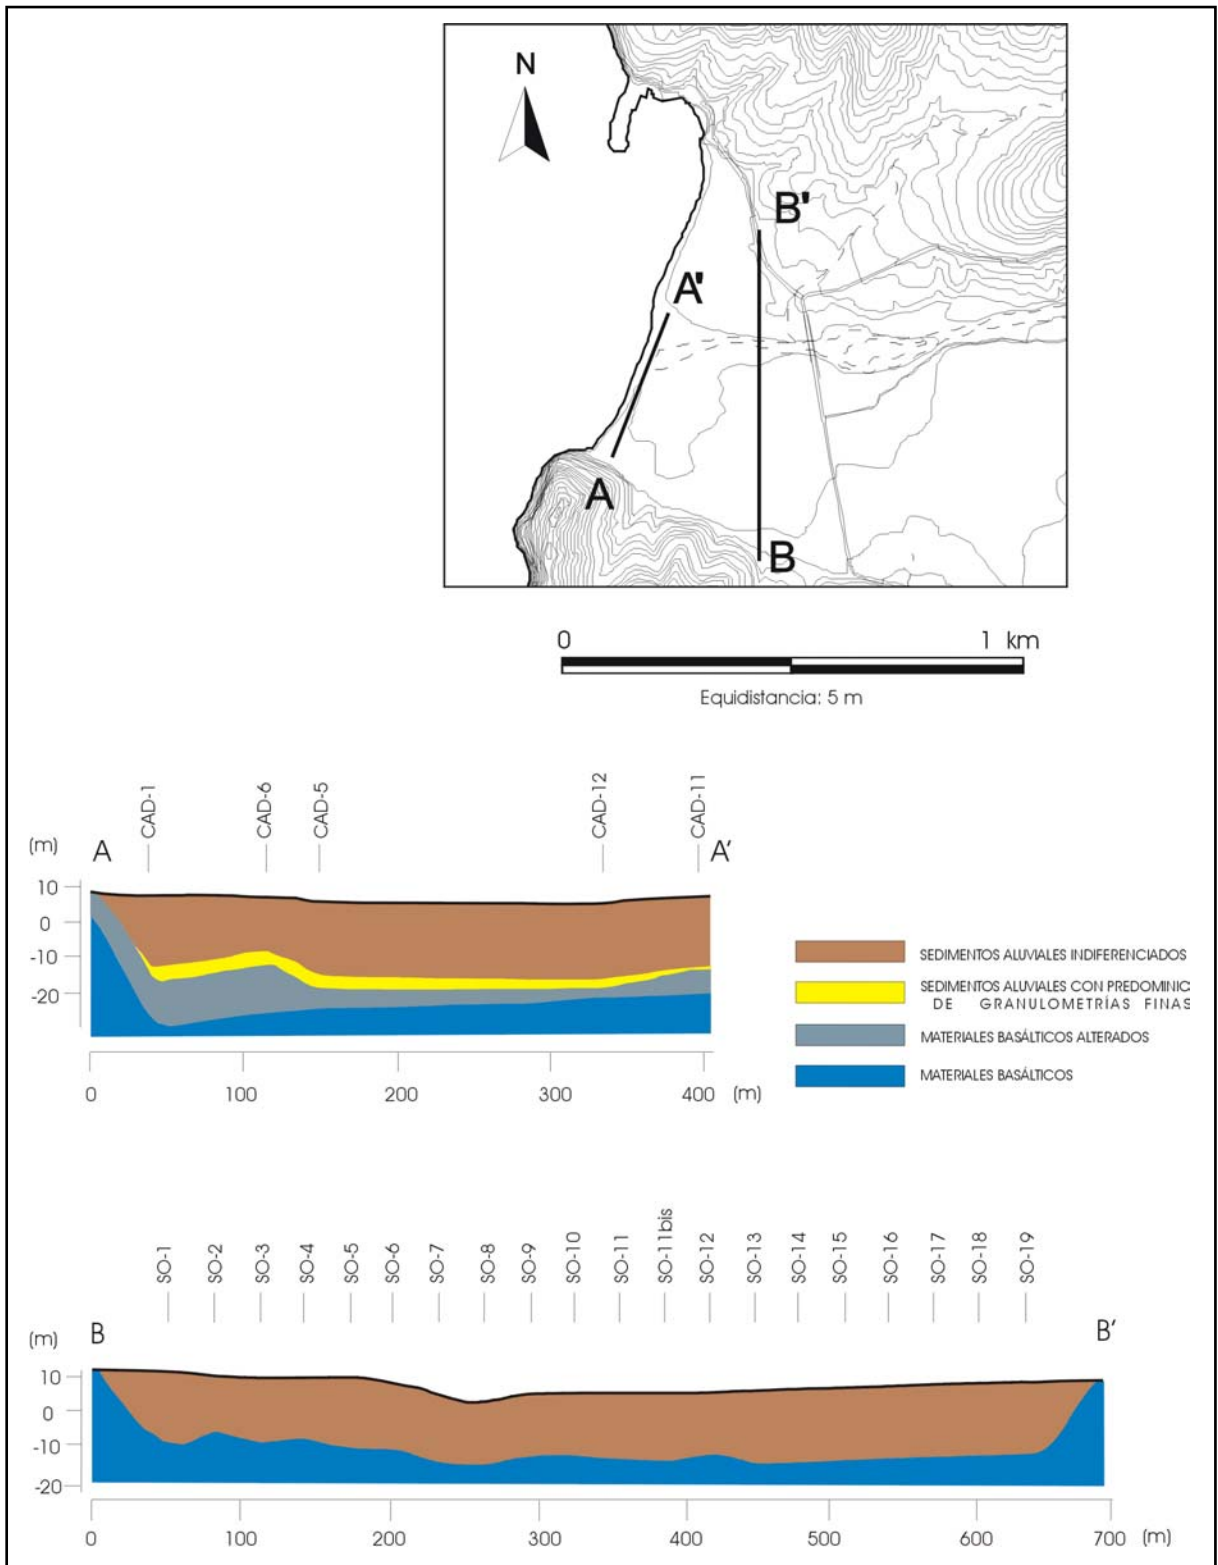 N
B'
A'
A
B
0 1 km
Equidistancia: 5 m
CAD-1
CAD-6
CAD-5
CAD-12
CAD-11
(m)
A
A'
10
0
-10
-20
0 100 200 300 400 (m)
SEDIMENTOS ALUVIALES INDIFERENCIADOS
SEDIMENTOS ALUVIALES CON PREDOMINIC
DE GRANULOMETRÍAS FINAS
MATERIALES BASÁLTICOS ALTERADOS
MATERIALES BASÁLTICOS
SO-1
SO-2
SO-3
SO-4
SO-5
SO-6
SO-7
SO-8
SO-9
SO-10
SO-11
SO-11bis
SO-12
SO-13
SO-14
SO-15
SO-16
SO-17
SO-18
SO-19
(m)
B
B'
10
0
-10
-20
0 100 200 300 400 500 600 700 (m)